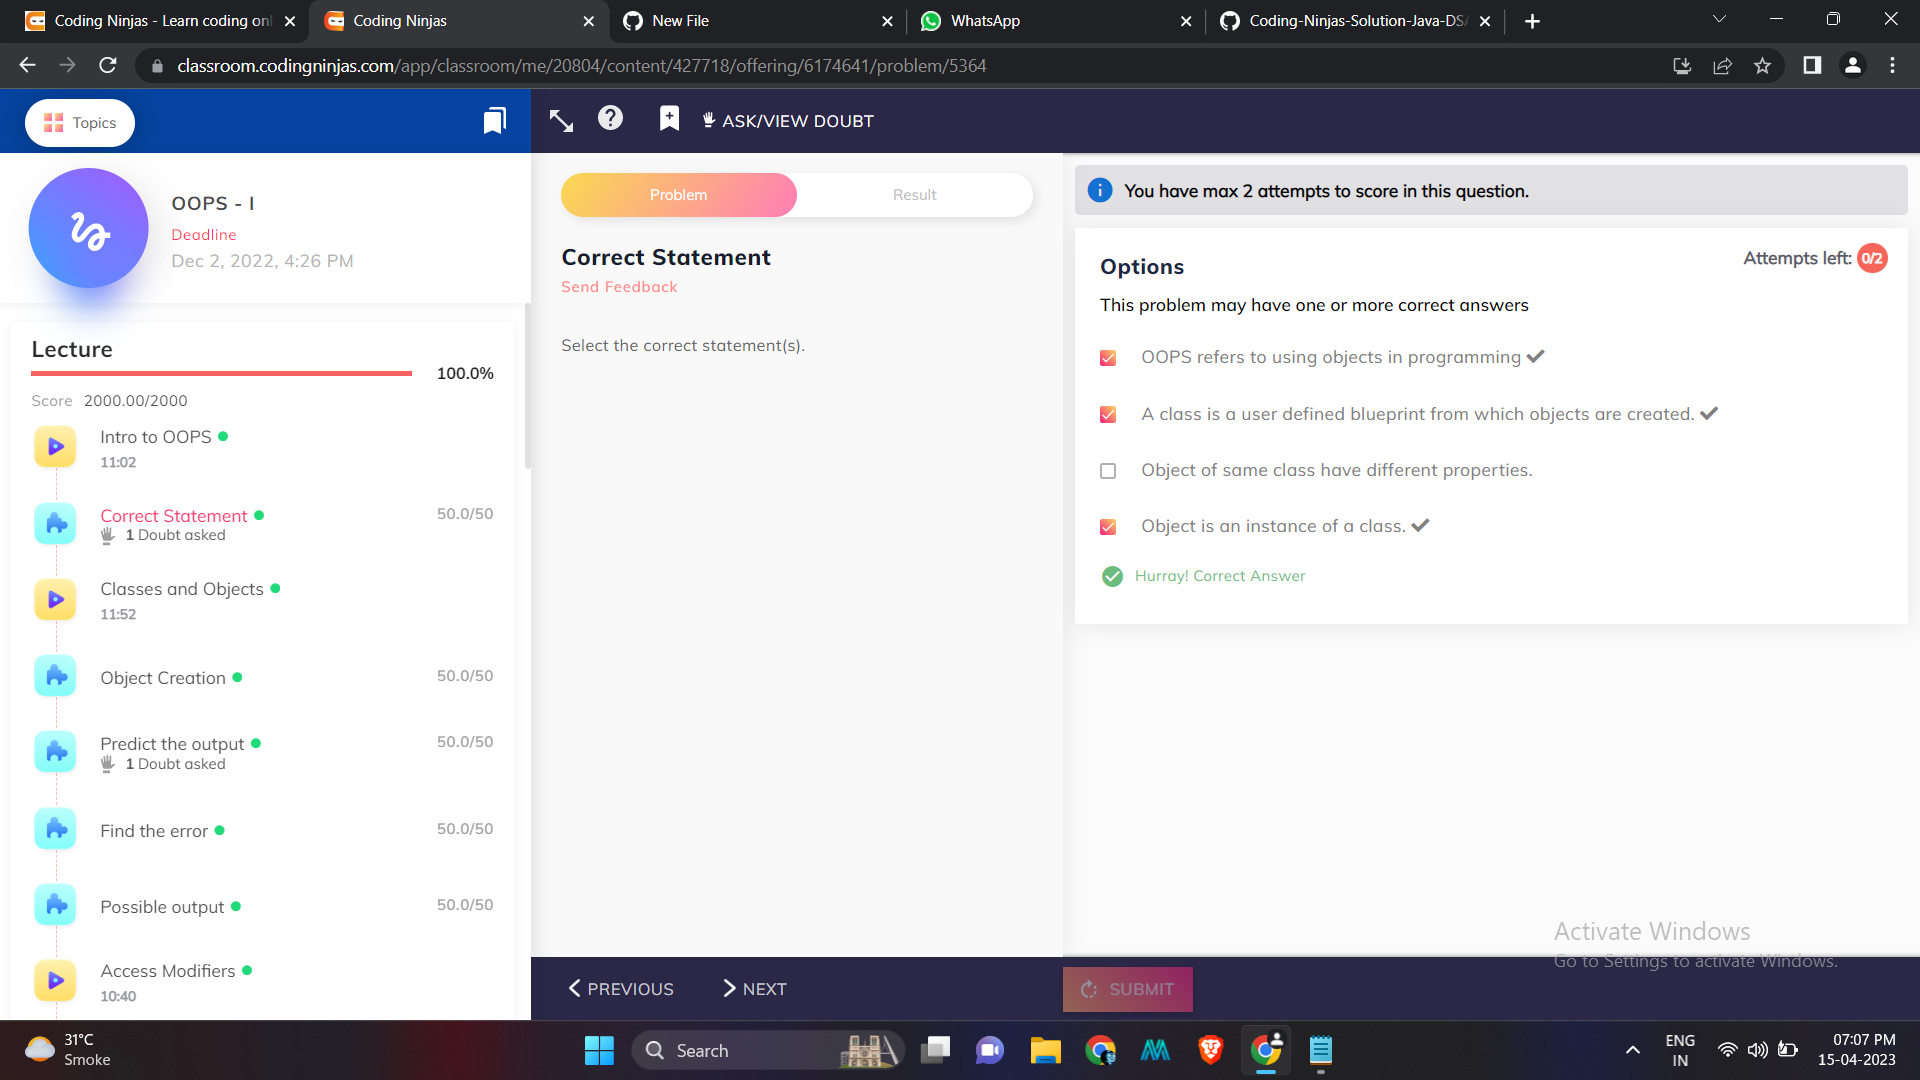 Coding Ninjas - Learn coding onl
Coding Ninjas
New File
WhatsApp
Coding-Ninjas-Solution-Java-DSA
classroom.codingninjas.com/app/classroom/me/20804/content/427718/offering/6174641/problem/5364
Topics
ASK/VIEW DOUBT
OOPS - I
Deadline
Dec 2, 2022, 4:26 PM
Lecture
100.0%
Score 2000.00/2000
Intro to OOPS
11:02
Correct Statement
50.0/50
1 Doubt asked
Classes and Objects
11:52
Object Creation
50.0/50
Predict the output
50.0/50
1 Doubt asked
Find the error
50.0/50
Possible output
50.0/50
Access Modifiers
10:40
Problem
Result
Correct Statement
Send Feedback
Select the correct statement(s).
PREVIOUS
NEXT
You have max 2 attempts to score in this question.
Options
Attempts left: 0/2
This problem may have one or more correct answers
OOPS refers to using objects in programming
A class is a user defined blueprint from which objects are created.
Object of same class have different properties.
Object is an instance of a class.
Hurray! Correct Answer
Activate Windows
Go to Settings to activate Windows.
SUBMIT
31°C
Smoke
Search
ENG
IN
07:07 PM
15-04-2023